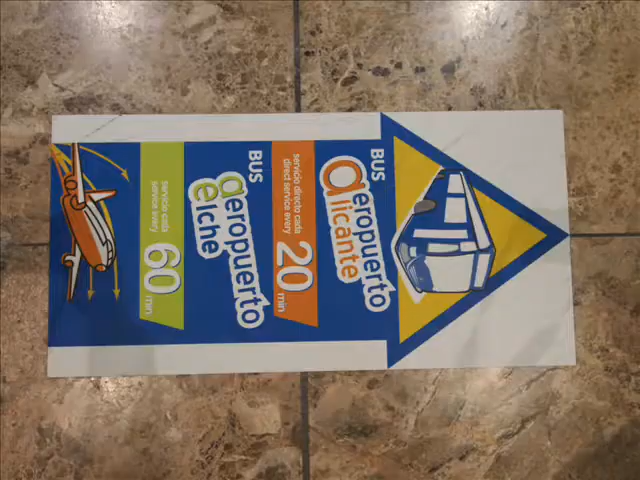 BUS
aeropuerto
alicante
servicio directo cada
direct service every
20 min
BUS
aeropuerto
elche
servicio cada
service every
60 min